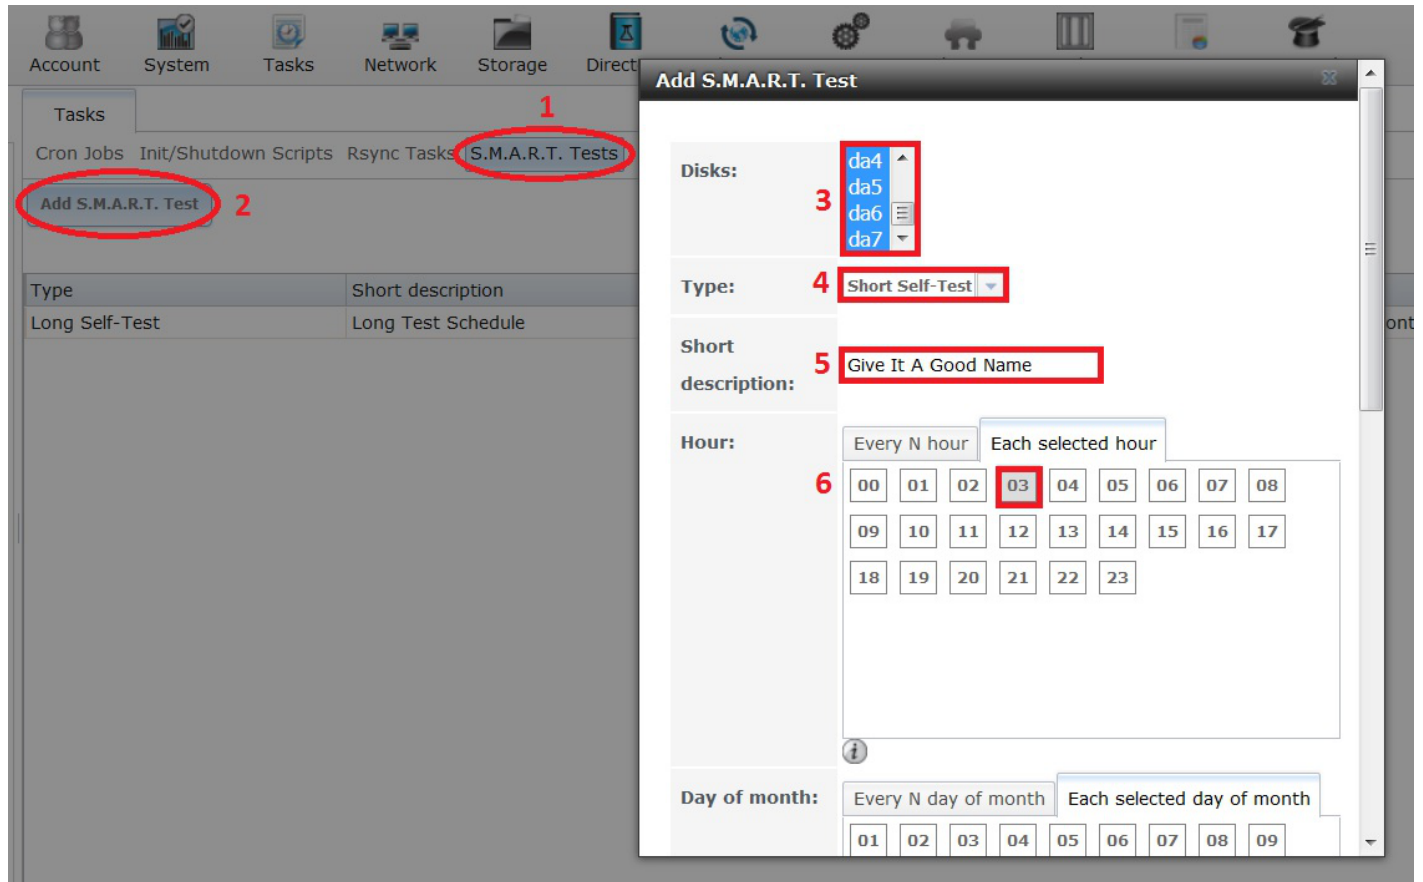 Account System Tasks Network Storage Direct
Add S.M.A.R.T. Test
Tasks
1
Cron Jobs Init/Shutdown Scripts Rsync Tasks S.M.A.R.T. Tests
Add S.M.A.R.T. Test 2
Type Short description
Long Self-Test Long Test Schedule
ont
Disks:
3
da4
da5
da6
da7
Type: 4 Short Self-Test
Short
description:
5 Give It A Good Name
Hour: Every N hour Each selected hour
6 00 01 02 03 04 05 06 07 08
09 10 11 12 13 14 15 16 17
18 19 20 21 22 23
i
Day of month: Every N day of month Each selected day of month
01 02 03 04 05 06 07 08 09